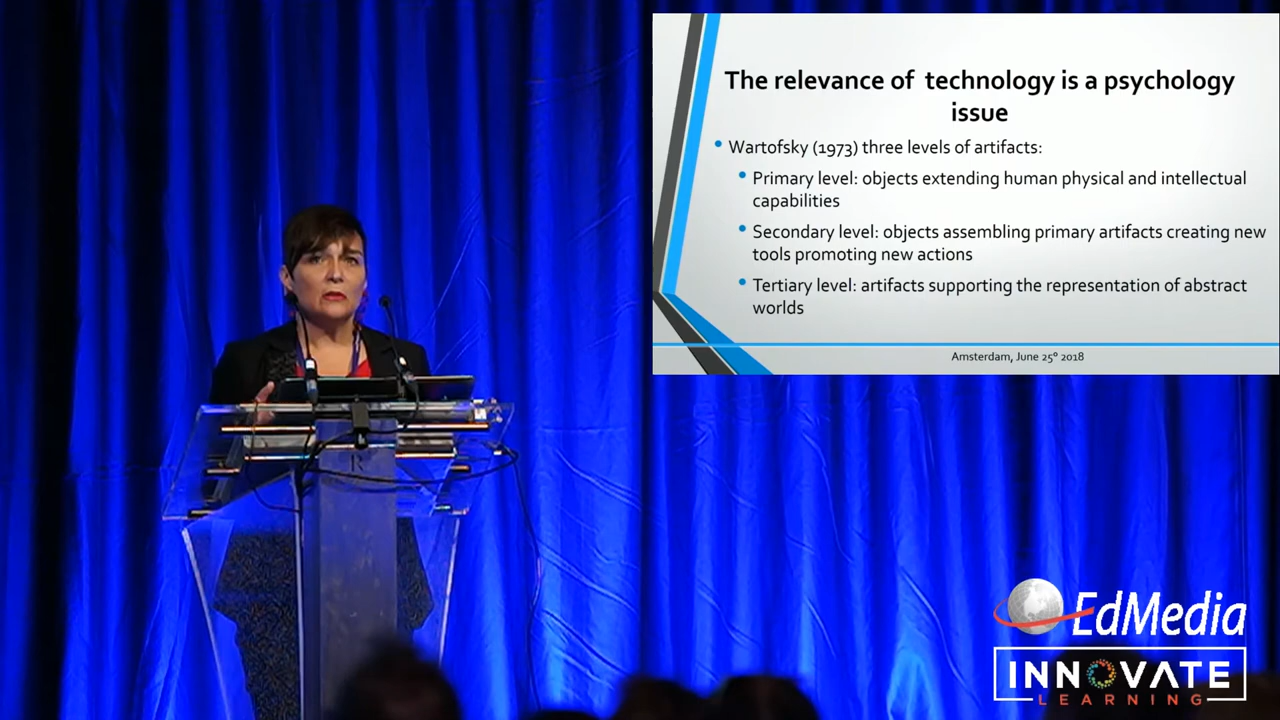 The relevance of  technology is a psychology
issue
Wartofsky (1973) three levels of artifacts:
Primary level: objects extending human physical and intellectual
capabilities
Secondary level: objects assembling primary artifacts creating new
tools promoting new actions
Tertiary level: artifacts supporting the representation of abstract
worlds
Amsterdam, June 25º 2018
R
EdMedia
INNOVATE
LEARNING